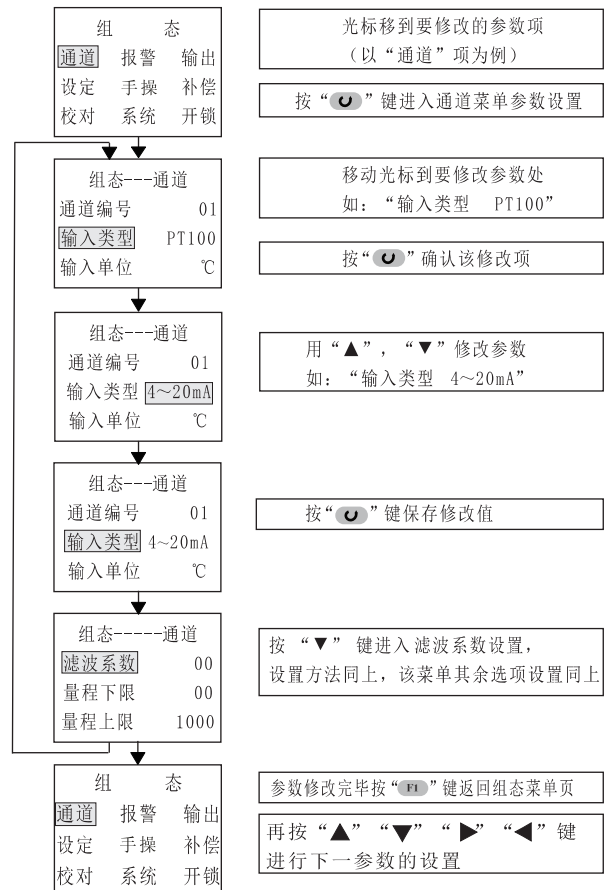 组 态
通道 报警 输出
设定 手操 补偿
校对 系统 开锁
光标移到要修改的参数项
（以“通道”项为例）
按“ ”键进入通道菜单参数设置
组态---通道
通道编号 01
输入类型 PT100
输入单位 ℃
移动光标到要修改参数处
如：“输入类型 PT100”
按“ ”确认该修改项
组态---通道
通道编号 01
输入类型 4～20mA
输入单位 ℃
用“▲”，“▼”修改参数
如：“输入类型 4～20mA”
组态---通道
通道编号 01
输入类型 4～20mA
输入单位 ℃
按“ ”键保存修改值
组态-----通道
滤波系数 00
量程下限 00
量程上限 1000
按 “▼” 键进入滤波系数设置，
设置方法同上，该菜单其余选项设置同上
组 态
通道 报警 输出
设定 手操 补偿
校对 系统 开锁
参数修改完毕按“F1”键返回组态菜单页
再按“▲”“▼”“▶”“◀”键
进行下一参数的设置